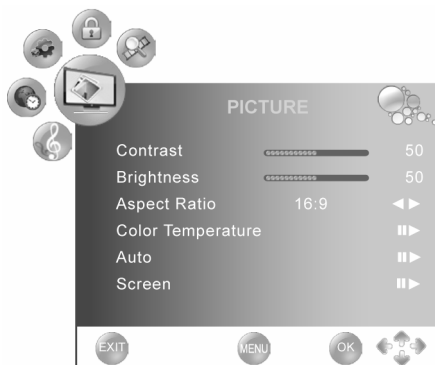 PICTURE
Contrast 50
Brightness 50
Aspect Ratio 16:9
Color Temperature
Auto
Screen
EXIT MENU OK